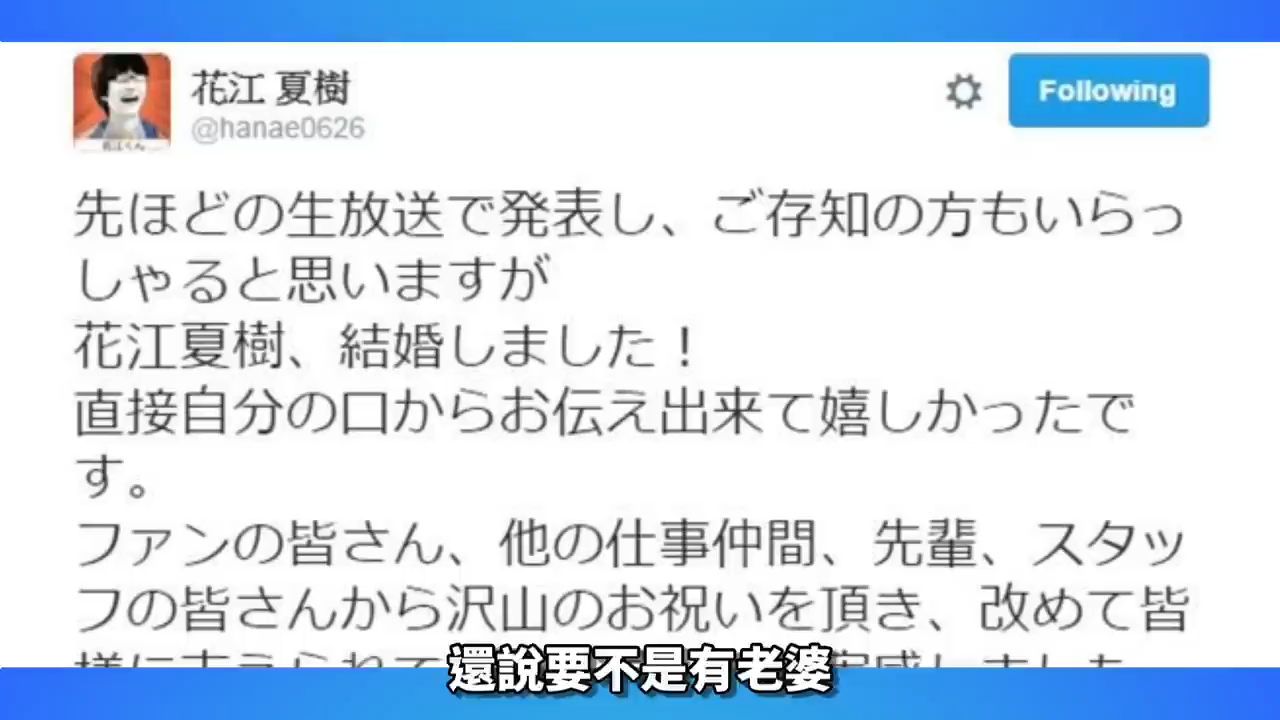 花江 夏樹
@hanae0626
Following
先ほどの生放送で発表し、ご存知の方もいらっ
しゃると思いますが
花江夏樹、結婚しました！
直接自分の口からお伝え出来て嬉しかったで
す。
ファンの皆さん、他の仕事仲間、先輩、スタッ
フの皆さんから沢山のお祝いを頂き、改めて皆
還說要不是有老婆